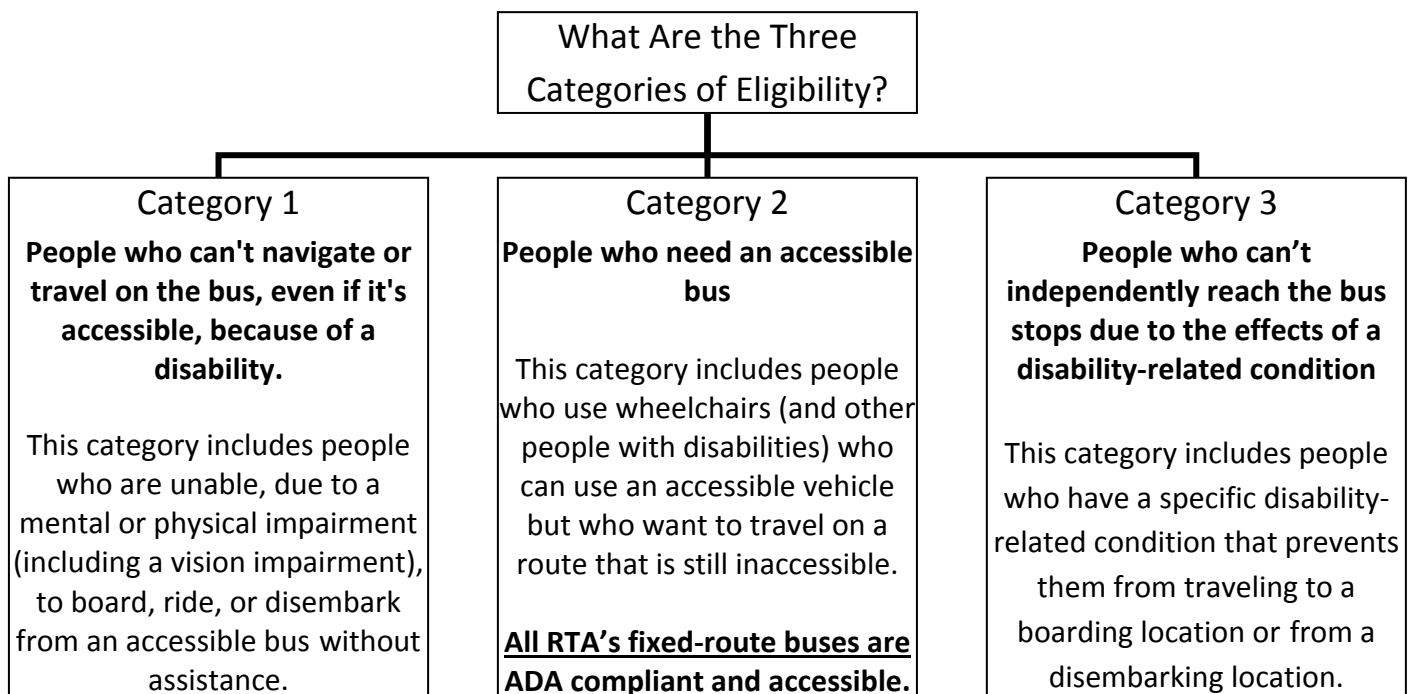 What Are the Three
Categories of Eligibility?
Category 1
People who can't navigate or
travel on the bus, even if it's
accessible, because of a
disability.
This category includes people
who are unable, due to a
mental or physical impairment
(including a vision impairment),
to board, ride, or disembark
from an accessible bus without
assistance.
Category 2
People who need an accessible
bus
This category includes people
who use wheelchairs (and other
people with disabilities) who
can use an accessible vehicle
but who want to travel on a
route that is still inaccessible.
All RTA’s fixed-route buses are
ADA compliant and accessible.
Category 3
People who can’t
independently reach the bus
stops due to the effects of a
disability-related condition
This category includes people
who have a specific disability-
related condition that prevents
them from traveling to a
boarding location or from a
disembarking location.